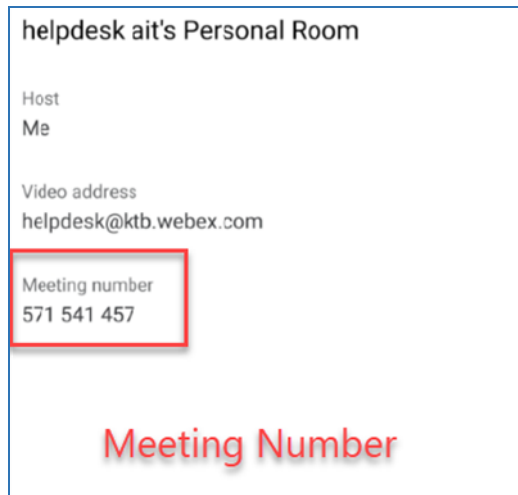 helpdesk ait's Personal Room
Host
Me
Video address
helpdesk@ktb.webex.com
Meeting number
571 541 457
Meeting Number